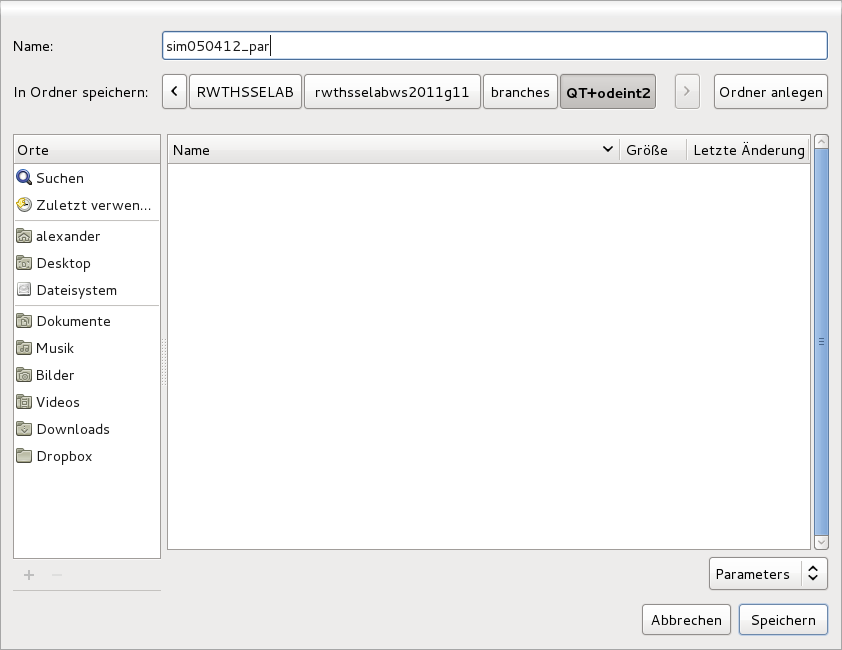 Name: sim050412_par
In Ordner speichern: < RWTHSSELAB rwthsselabws2011g11 branches QT+odeint2 > Ordner anlegen
Orte
Suchen
Zuletzt verwen...
alexander
Desktop
Dateisystem
Dokumente
Musik
Bilder
Videos
Downloads
Dropbox
Name Größe Letzte Änderung
Parameters
Abbrechen Speichern